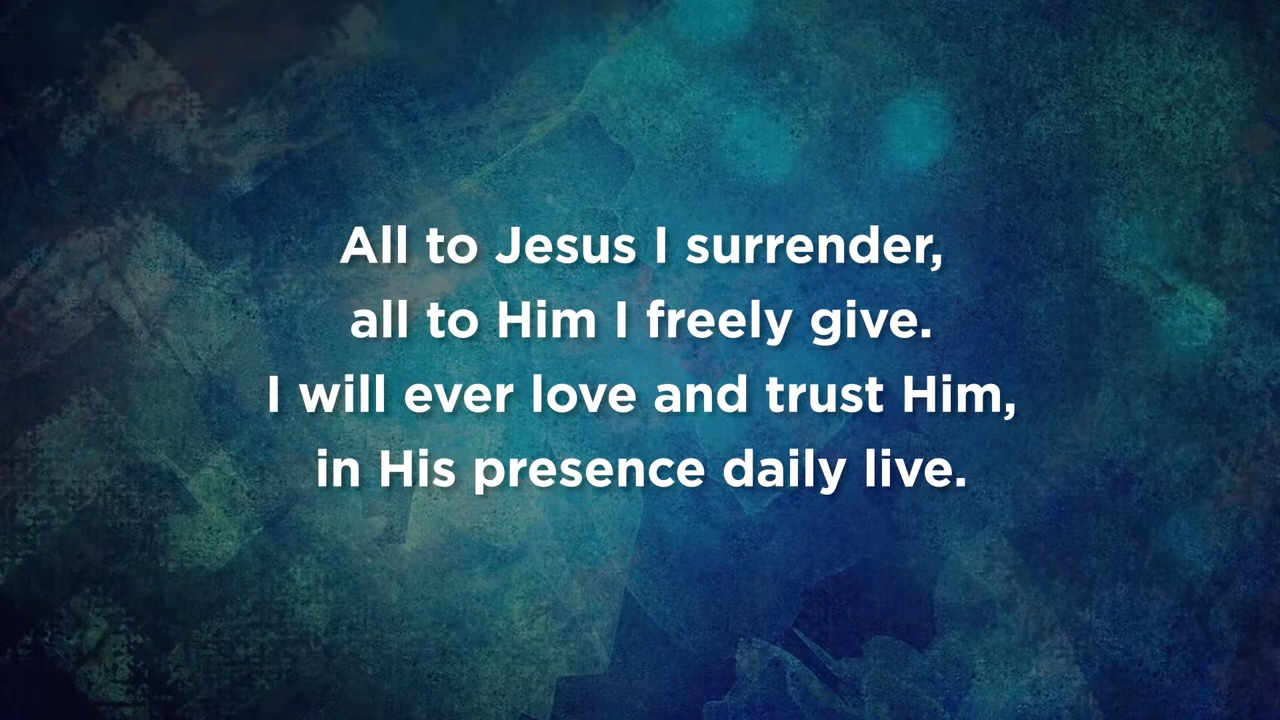 All to Jesus I surrender,
all to Him I freely give.
I will ever love and trust Him,
in His presence daily live.